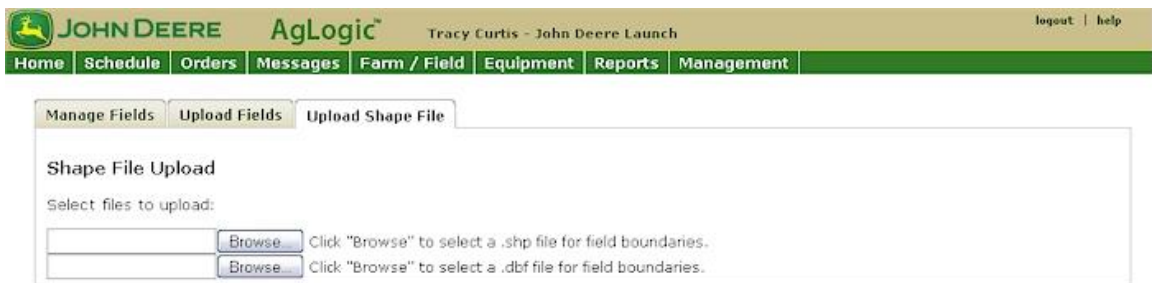 JOHN DEERE AgLogic™ Tracy Curtis - John Deere Launch logout | help
Home Schedule Orders Messages Farm / Field Equipment Reports Management
Manage Fields Upload Fields Upload Shape File
Shape File Upload
Select files to upload:
Browse... Click "Browse" to select a .shp file for field boundaries.
Browse... Click "Browse" to select a .dbf file for field boundaries.